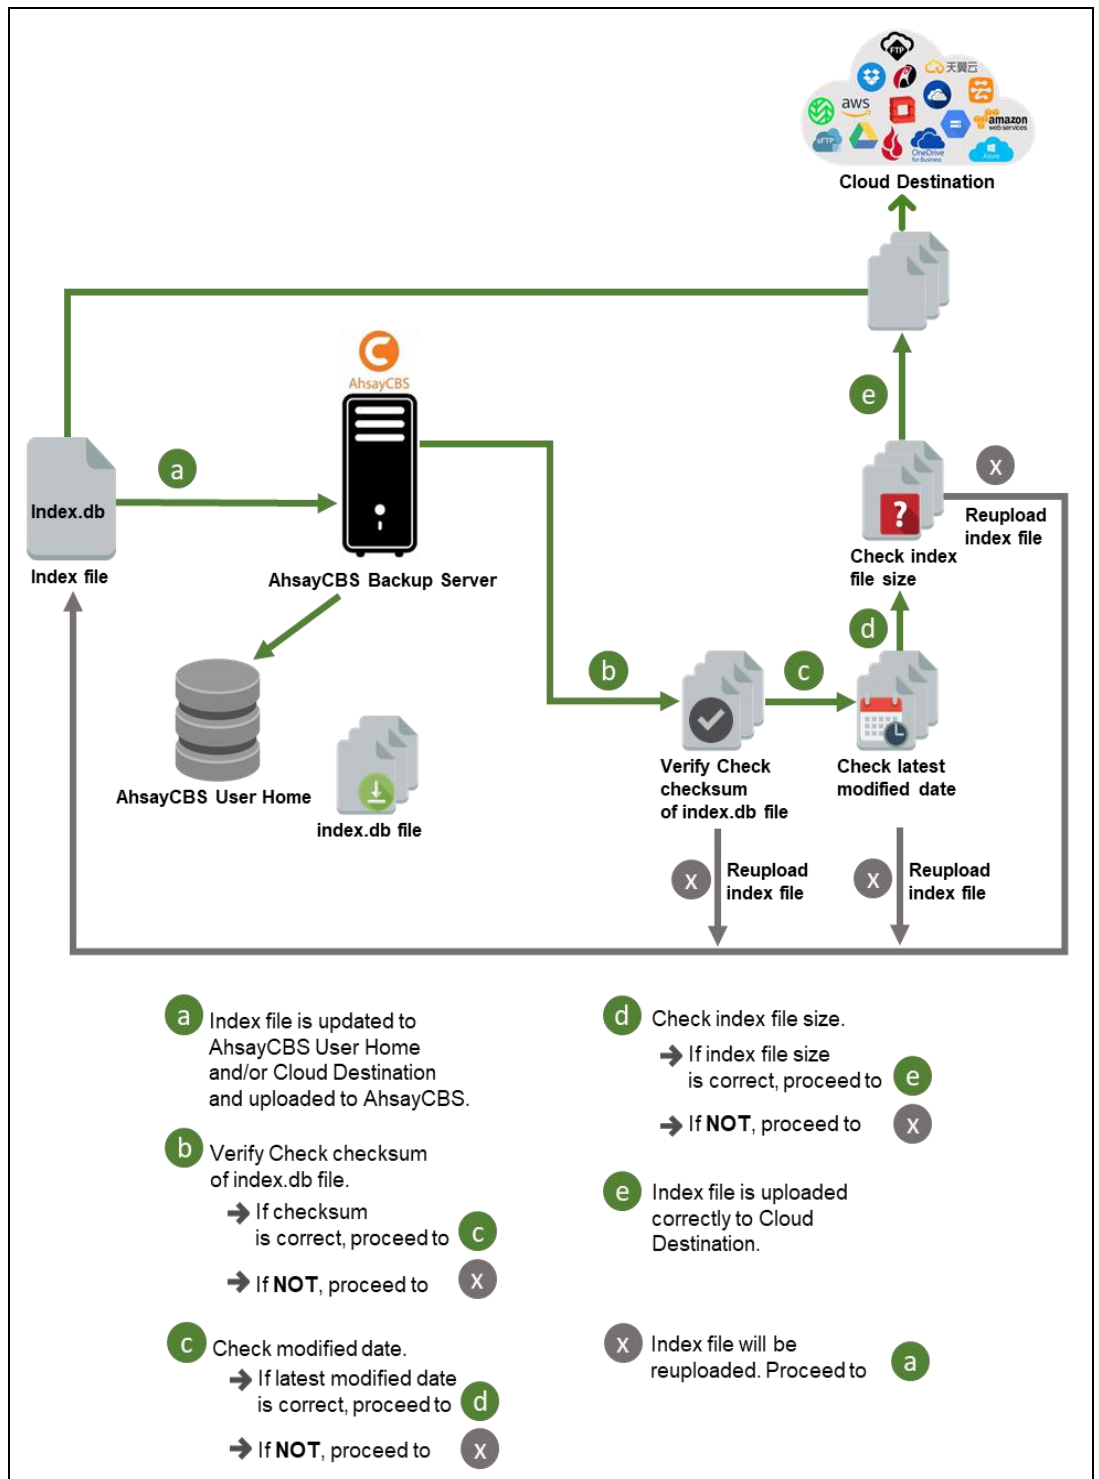 FTP
天翼云
aws
amazon
web services
sFTP
OneDrive
for Business
Azure
Cloud Destination
AhsayCBS
e
a
x
Index.db
Reupload
index file
Index file
AhsayCBS Backup Server
?
Check index
file size
d
b
c
AhsayCBS User Home
index.db file
Verify Check
checksum
of index.db file
Check latest
modified date
x
Reupload
index file
x
Reupload
index file
a
Index file is updated to
AhsayCBS User Home
and/or Cloud Destination
and uploaded to AhsayCBS.
b
Verify Check checksum
of index.db file.
If checksum
is correct, proceed to c
If NOT, proceed to x
c
Check modified date.
If latest modified date
is correct, proceed to d
If NOT, proceed to x
d
Check index file size.
If index file size
is correct, proceed to e
If NOT, proceed to x
e
Index file is uploaded
correctly to Cloud
Destination.
x
Index file will be
reuploaded. Proceed to a